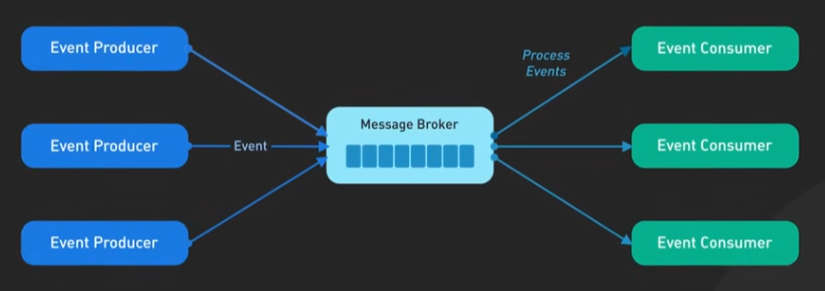 Event Producer
Process
Events
Event Consumer
Message Broker
Event Producer
Event
Event Consumer
Event Producer
Event Consumer